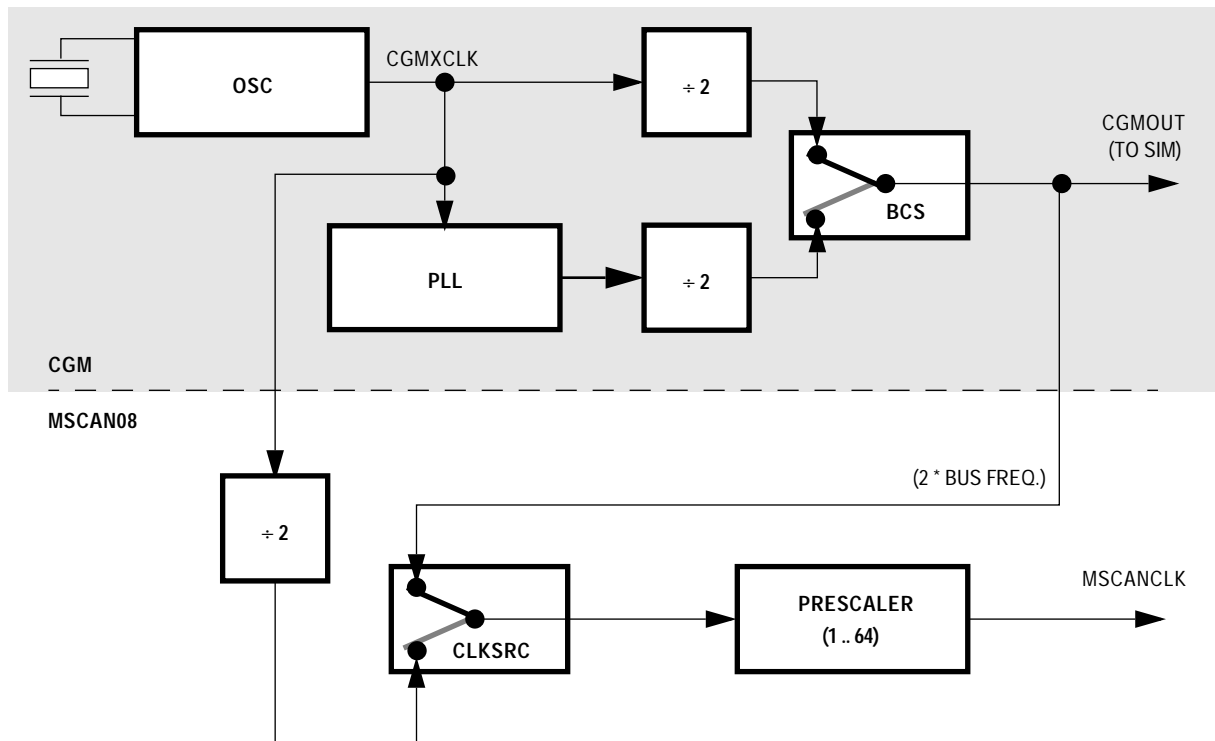 CGMXCLK
OSC
÷ 2
CGMOUT
(TO SIM)
BCS
PLL
÷ 2
CGM
MSCAN08
(2 * BUS FREQ.)
÷ 2
MSCANCLK
PRESCALER
(1 .. 64)
CLKSRC